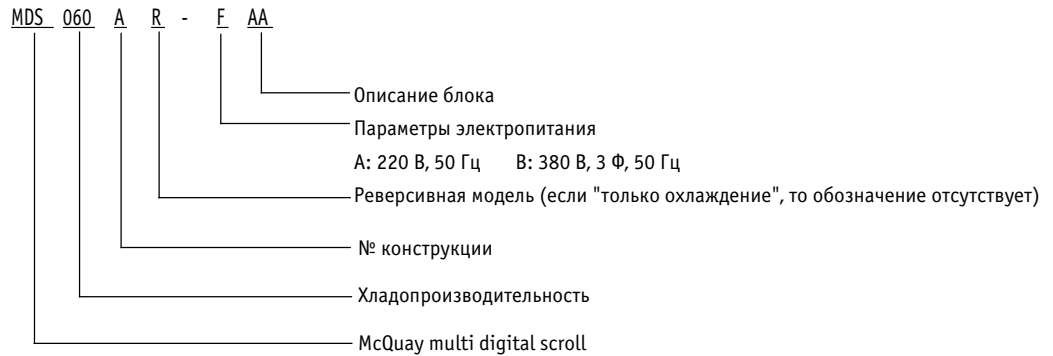 MDS 060 A R - F AA
Описание блока
Параметры электропитания
А: 220 В, 50 Гц В: 380 В, 3 Ф, 50 Гц
Реверсивная модель (если "только охлаждение", то обозначение отсутствует)
№ конструкции
Хладопроизводительность
McQuay multi digital scroll